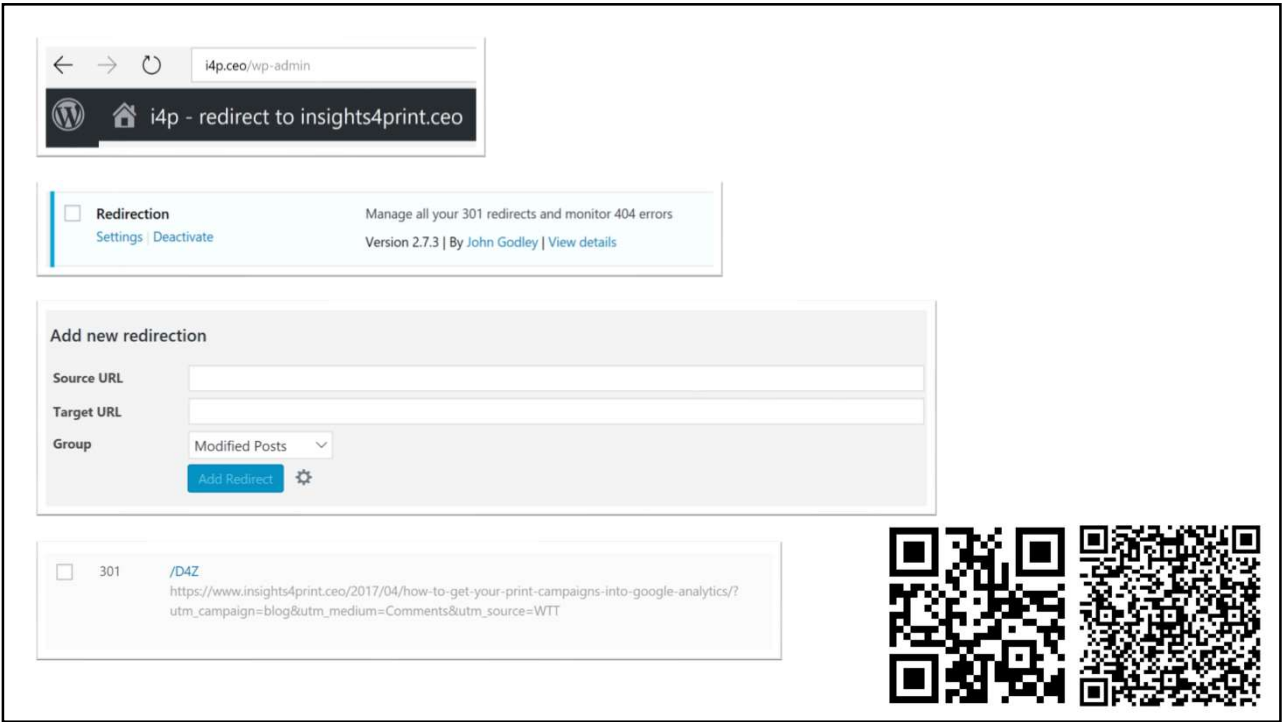 i4p.ceo/wp-admin
i4p - redirect to insights4print.ceo
Redirection
Manage all your 301 redirects and monitor 404 errors
Settings | Deactivate
Version 2.7.3 | By John Godley | View details
Add new redirection
Source URL
Target URL
Group
Modified Posts
Add Redirect
301
/D4Z
https://www.insights4print.ceo/2017/04/how-to-get-your-print-campaigns-into-google-analytics/?
utm_campaign=blog&utm_medium=Comments&utm_source=WTT